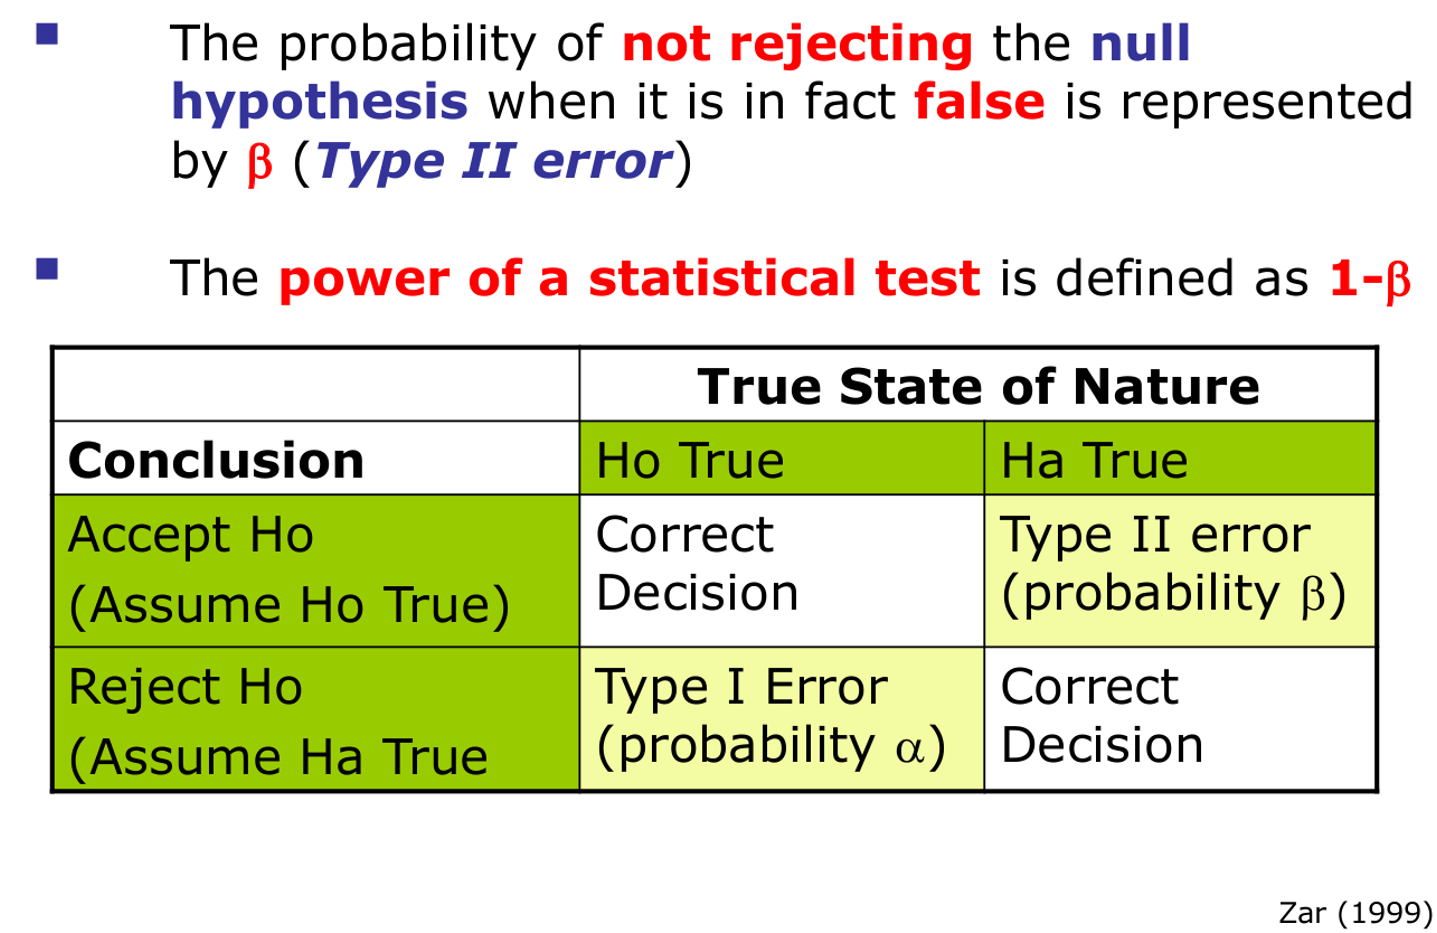 The probability of not rejecting the null
hypothesis when it is in fact false is represented
by β (Type II error)
The power of a statistical test is defined as 1-β
True State of Nature
Conclusion
Ho True
Ha True
Accept Ho
(Assume Ho True)
Correct
Decision
Type II error
(probability β)
Reject Ho
(Assume Ha True
Type I Error
(probability α)
Correct
Decision
Zar (1999)